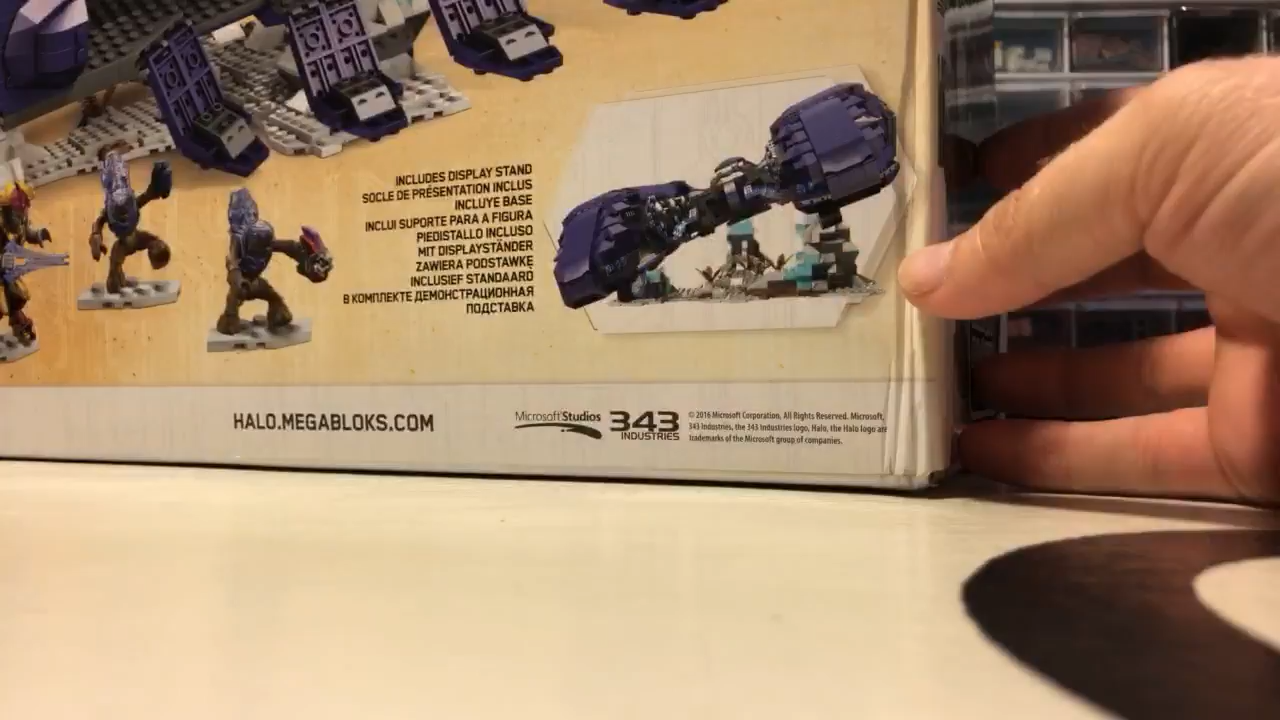 INCLUDES DISPLAY STAND
SOCLE DE PRÉSENTATION INCLUS
INCLUYE BASE
INCLUI SUPORTE PARA A FIGURA
PIEDISTALLO INCLUSO
MIT DISPLAYSTÄNDER
ZAWIERA PODSTAWKĘ
INCLUSIEF STANDAARD
В КОМПЛЕКТЕ ДЕМОНСТРАЦИОННАЯ
ПОДСТАВКА
HALO.MEGABLOKS.COM
Microsoft Studios
343
INDUSTRIES
© 2016 Microsoft Corporation. All Rights Reserved. Microsoft,
343 Industries, the 343 Industries logo, Halo, the Halo logo are
trademarks of the Microsoft group of companies.